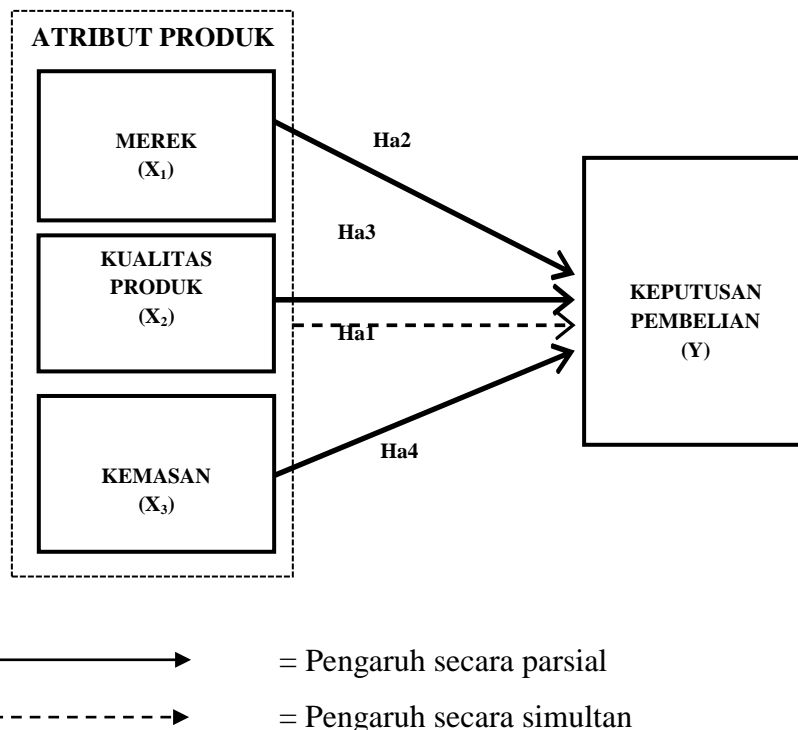 ATRIBUT PRODUK
MEREK
(X₁)
Ha2
Ha3
KUALITAS
PRODUK
(X₂)
Ha1
KEPUTUSAN
PEMBELIAN
(Y)
Ha4
KEMASAN
(X₃)
= Pengaruh secara parsial
= Pengaruh secara simultan